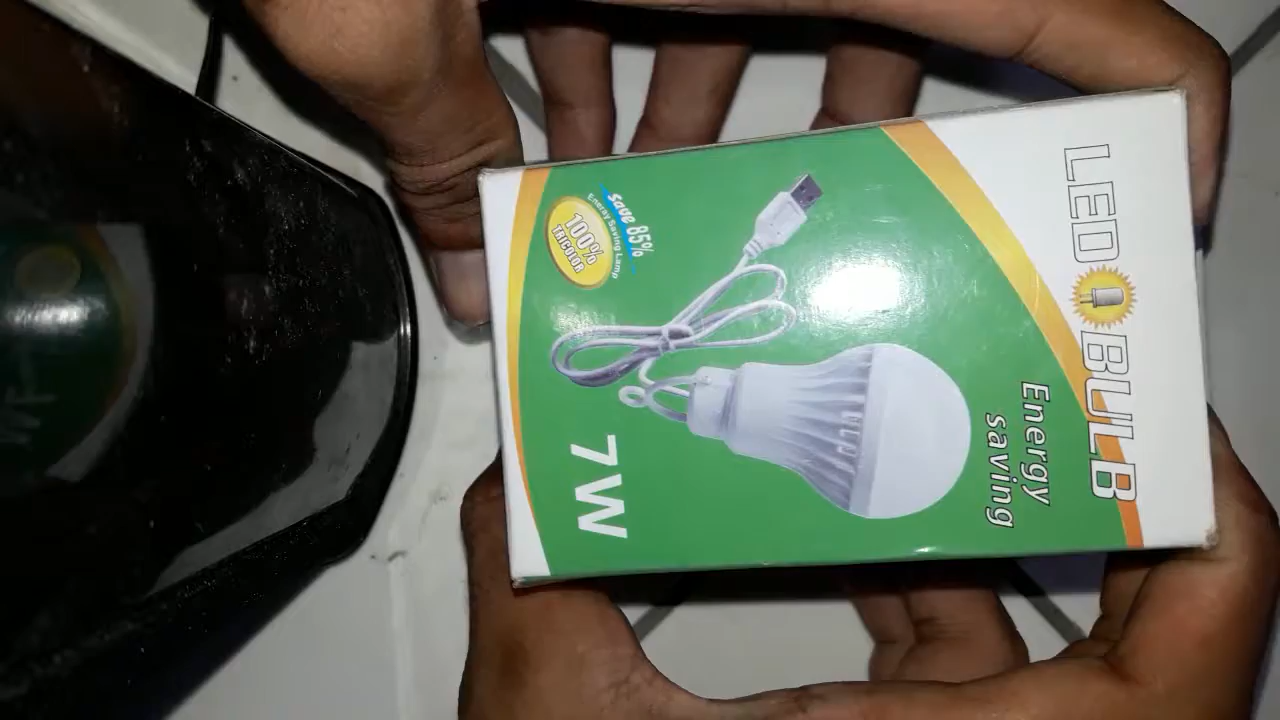 LED BULB
Energy
saving
Save 85%
Energy Saving Lamp
100%
TRICOLOR
7W